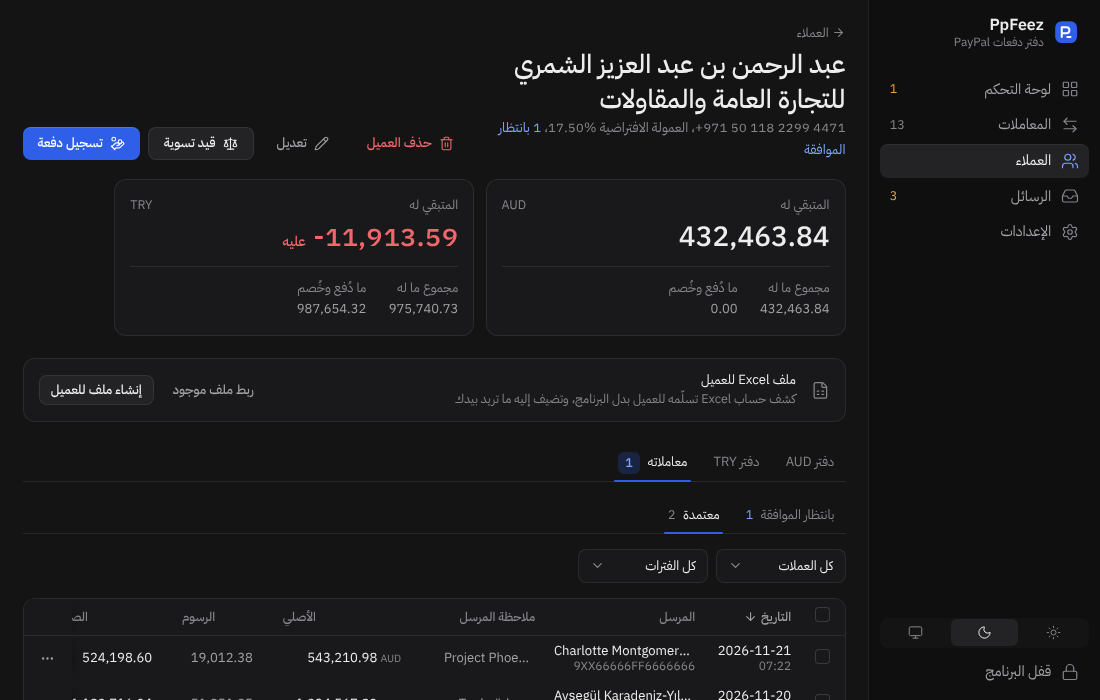 PpFeez
دفتر دفعات PayPal
لوحة التحكم 1
المعاملات 13
العملاء
الرسائل 3
الإعدادات
قفل البرنامج
العملاء
عبد الرحمن بن عبد العزيز الشمري
للتجارة العامة والمقاولات
+971 50 118 2299 4471، العمولة الافتراضية 17.50%، 1 بانتظار
الموافقة
حذف العميل
تعديل
قيد تسوية
تسجيل دفعة
المتبقي له AUD
432,463.84
مجموع ما له ما دُفع وخُصم
432,463.84 0.00
المتبقي له TRY
-11,913.59 عليه
مجموع ما له ما دُفع وخُصم
975,740.73 987,654.32
ملف Excel للعميل
كشف حساب Excel تسلّمه للعميل بدل البرنامج، وتضيف إليه ما تريد بيدك
ربط ملف موجود
إنشاء ملف للعميل
دفتر AUD دفتر TRY معاملاته 1
بانتظار الموافقة 1 معتمدة 2
كل العملات كل الفترات
التاريخ المرسل ملاحظة المرسل الأصلي الرسوم
2026-11-21 Charlotte Montgomer... Project Phoe... 543,210.98 AUD 19,012.38 524,198.60
07:22 9XX66666FF6666666
2026-11-20 Ayşegül Karadeniz-Yıl...